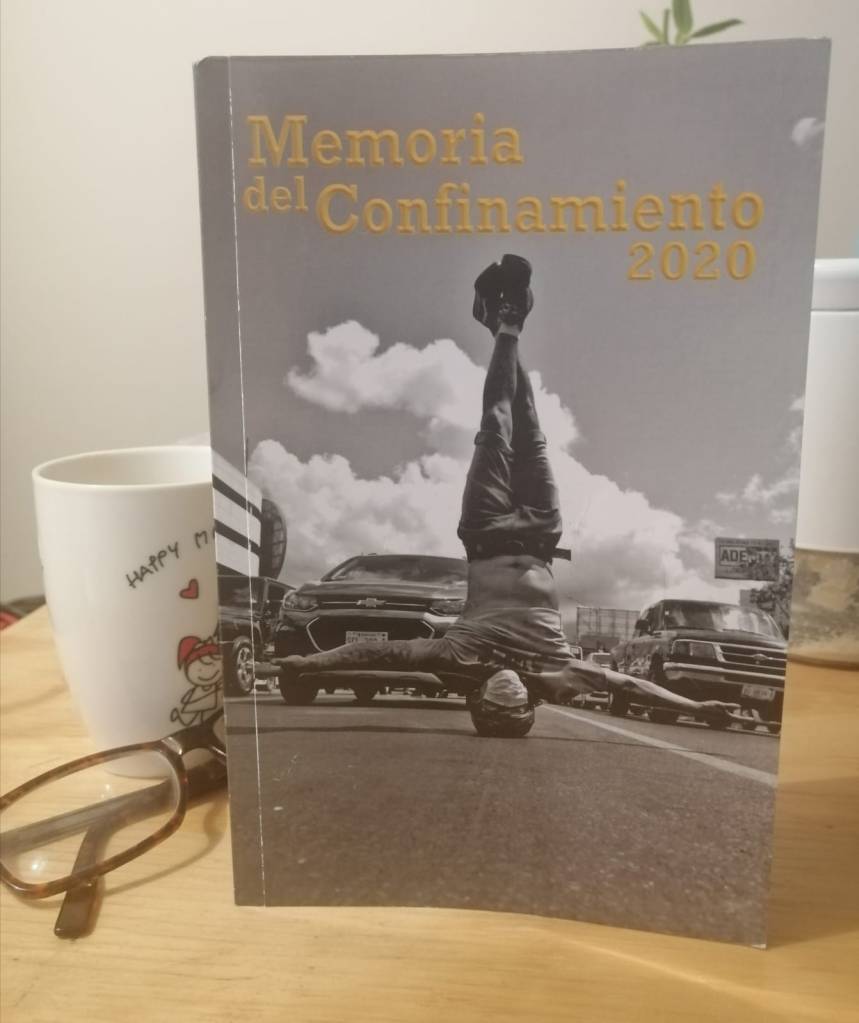 Memoria
del Confinamiento
2020
HAPPY
ADE